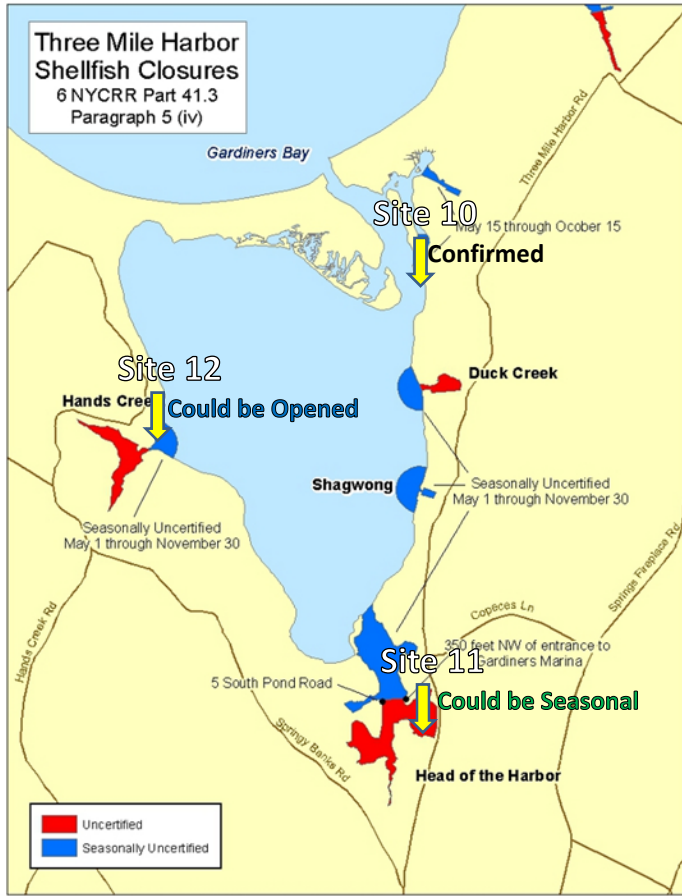 Three Mile Harbor
Shellfish Closures
6 NYCRR Part 41.3
Paragraph 5 (iv)
Gardiners Bay
Three Mile Harbor Rd
Site 10
May 15 through Ocober 15
Confirmed
Site 12
Duck Creek
Hands Cree
Could be Opened
Shagwong
Seasonally Uncertified
May 1 through November 30
Seasonally Uncertified
May 1 through November 30
Springs Fireplace Rd
Copeces Ln
Hands Creek Rd
350 feet NW of entrance to
Gardiners Marina
Site 11
5 South Pond Road
Could be Seasonal
Springy Banks Rd
Head of the Harbor
Uncertified
Seasonally Uncertified